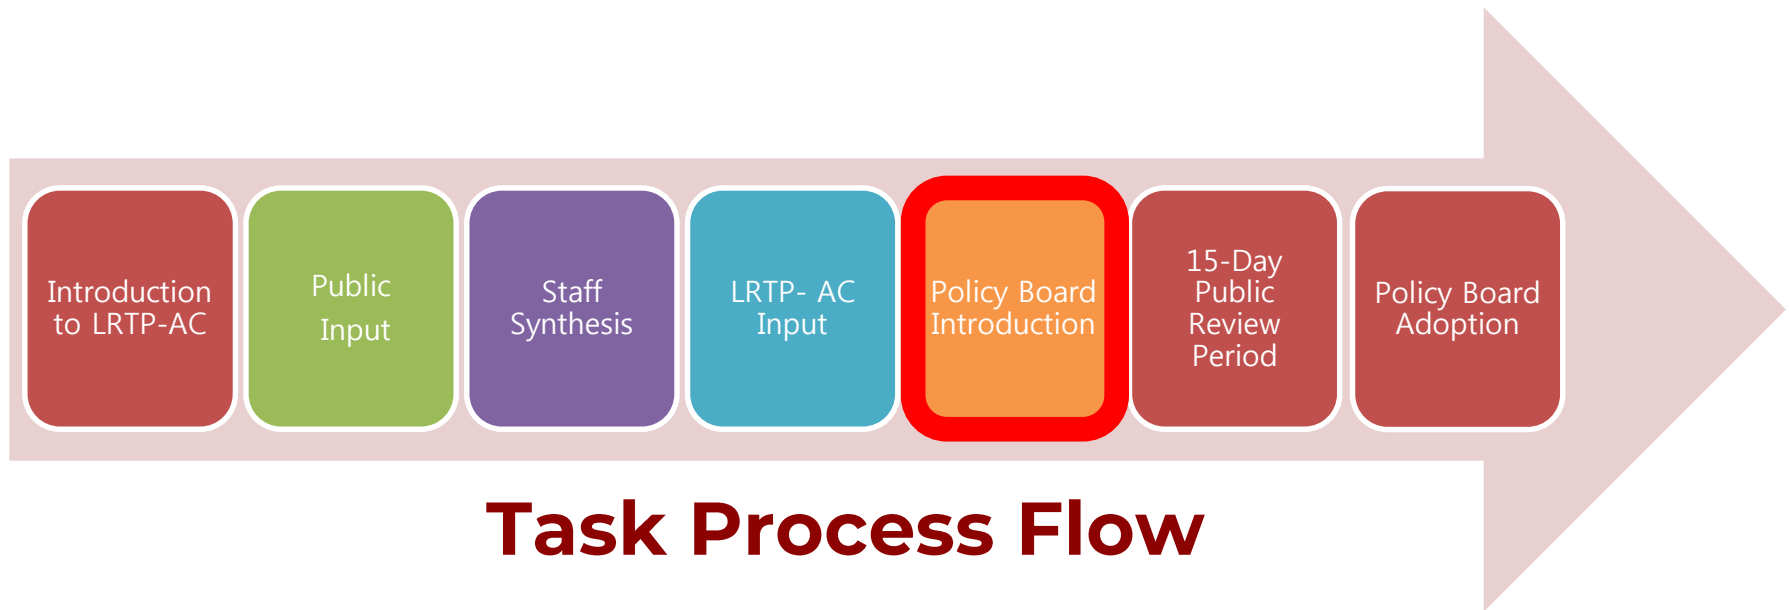 Introduction
to LRTP-AC
Public
Input
Staff
Synthesis
LRTP- AC
Input
Policy Board
Introduction
15-Day
Public
Review
Period
Policy Board
Adoption
Task Process Flow